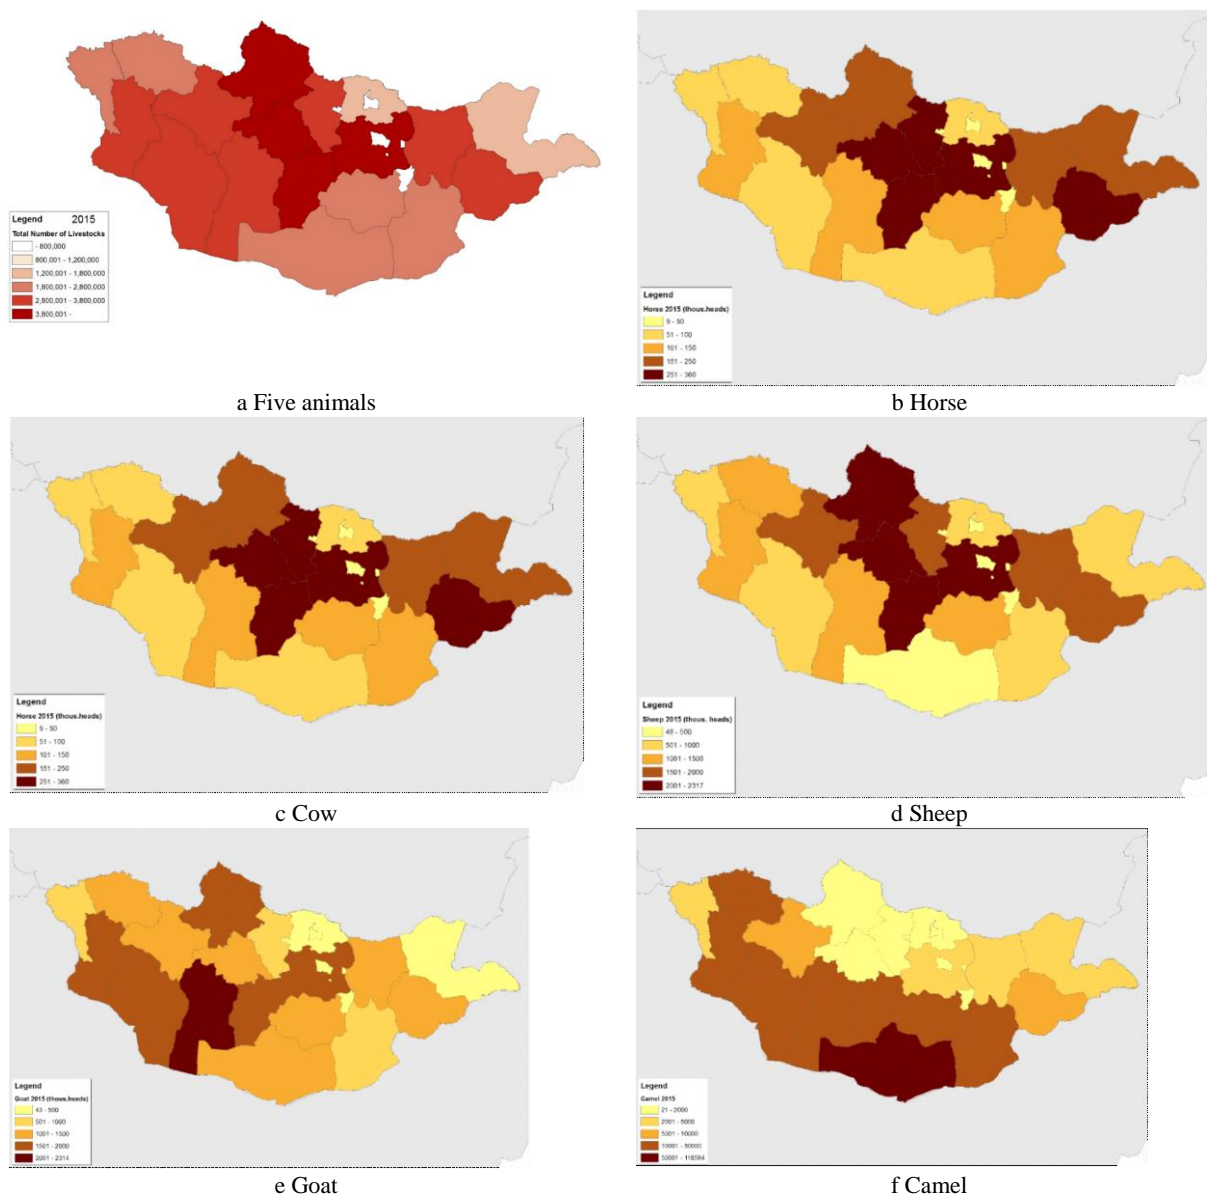 Legend 2015
Total Number of Livestocks
- 800,000
800,001 - 1,200,000
1,200,001 - 1,800,000
1,800,001 - 2,800,000
2,800,001 - 3,800,000
3,800,001 -
a Five animals
Legend
Horse 2015 (thous.heads)
9 - 50
51 - 100
101 - 150
151 - 250
251 - 360
b Horse
Legend
Horse 2015 (thous.heads)
9 - 50
51 - 100
101 - 150
151 - 250
251 - 360
c Cow
Legend
Sheep 2015 (thous. heads)
48 - 500
501 - 1000
1001 - 1500
1501 - 2000
2001 - 2317
d Sheep
Legend
Goat 2015 (thous.heads)
43 - 500
501 - 1000
1001 - 1500
1501 - 2000
2001 - 2314
e Goat
Legend
Camel 2015
21 - 2000
2001 - 5000
5001 - 10000
10001 - 50000
50001 - 118584
f Camel